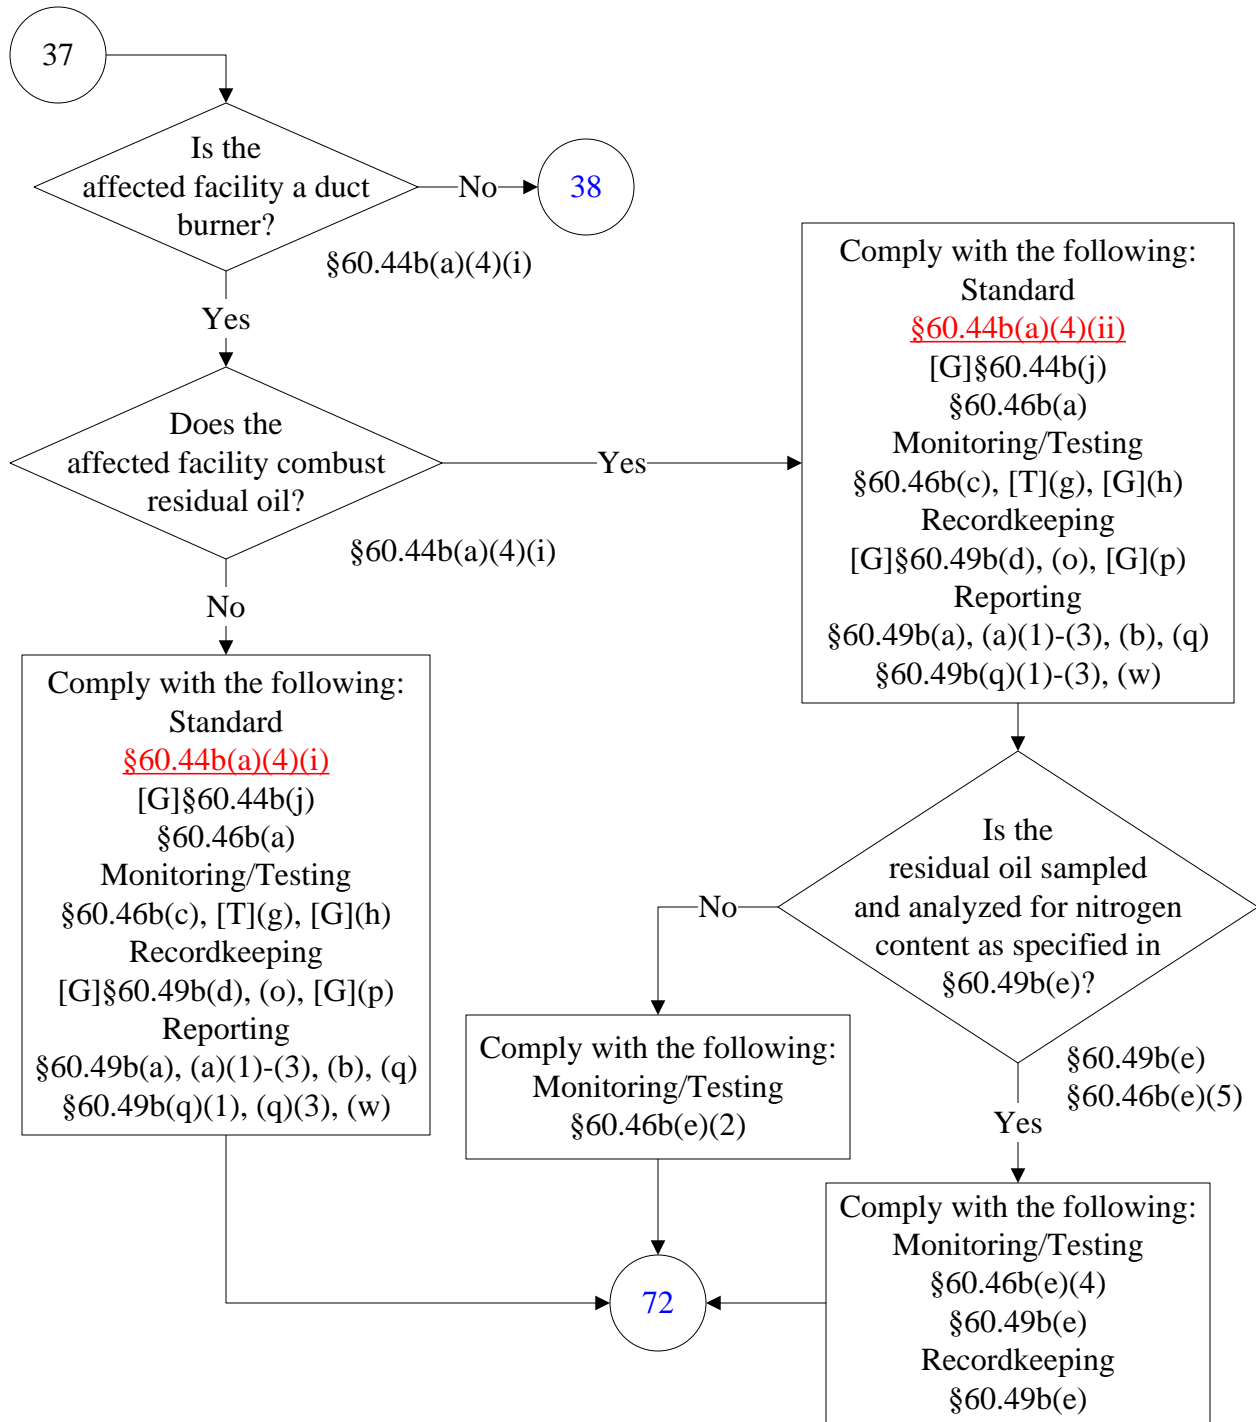 37
Is the
affected facility a duct
burner?
No
38
§60.44b(a)(4)(i)
Yes
Does the
affected facility combust
residual oil?
Yes
§60.44b(a)(4)(i)
No
Comply with the following:
Standard
§60.44b(a)(4)(ii)
[G]§60.44b(j)
§60.46b(a)
Monitoring/Testing
§60.46b(c), [T](g), [G](h)
Recordkeeping
[G]§60.49b(d), (o), [G](p)
Reporting
§60.49b(a), (a)(1)-(3), (b), (q)
§60.49b(q)(1)-(3), (w)
Comply with the following:
Standard
§60.44b(a)(4)(i)
[G]§60.44b(j)
§60.46b(a)
Monitoring/Testing
§60.46b(c), [T](g), [G](h)
Recordkeeping
[G]§60.49b(d), (o), [G](p)
Reporting
§60.49b(a), (a)(1)-(3), (b), (q)
§60.49b(q)(1), (q)(3), (w)
Is the
residual oil sampled
and analyzed for nitrogen
content as specified in
§60.49b(e)?
No
§60.49b(e)
§60.46b(e)(5)
Yes
Comply with the following:
Monitoring/Testing
§60.46b(e)(2)
Comply with the following:
Monitoring/Testing
§60.46b(e)(4)
§60.49b(e)
Recordkeeping
§60.49b(e)
72